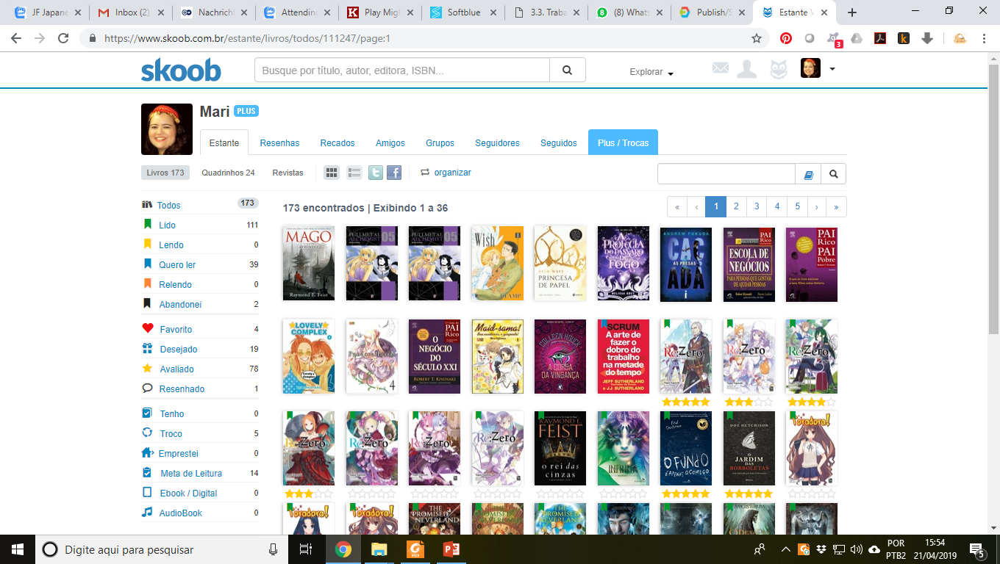 JF Japane
Inbox (2)
Nachricht
Attending
Play Migh
Softblue
3.3. Traba
(8) Whats
Publish/S
Estante V
https://www.skoob.com.br/estante/livros/todos/111247/page:1
3
skoob
Busque por título, autor, editora, ISBN...
Explorar
Mari PLUS
Estante
Resenhas
Recados
Amigos
Grupos
Seguidores
Seguidos
Plus / Trocas
Livros 173
Quadrinhos 24
Revistas
organizar
Todos 173
Lido 111
Lendo 0
Quero ler 39
Relendo 0
Abandonei 2
Favorito 4
Desejado 19
Avaliado 78
Resenhado 1
Tenho 0
Troco 5
Emprestei 0
Meta de Leitura 14
Ebook / Digital 0
AudioBook 0
173 encontrados | Exibindo 1 a 36
« ‹ 1 2 3 4 5 › »
MAGO
APRENDIZ
Raymond E. Feist
FULLMETAL
ALCHEMIST 05
FULLMETAL
ALCHEMIST 05
Wish
CLAMP
erin watt
PRINCESA
DE PAPEL
A PROFECIA
DO PÁSSARO
DE FOGO
MELISSA GREY
ANDREW FUKUDA
CAÇADA
AS PRESAS
PAI
Rico
ESCOLA DE
NEGÓCIOS
PARA PESSOAS QUE GOSTAM
DE AJUDAR PESSOAS
PAI
Rico
PAI
Pobre
LOVELY
COMPLEX
4
PAI
Rico
O
NEGÓCIO
DO
SÉCULO XXI
ROBERT T. KIYOSAKI
Maid-sama!
COLLEEN HOUCK
A COROA
DA VINGANÇA
SCRUM
A arte de
fazer o
dobro do
trabalho
na metade
do tempo
JEFF SUTHERLAND
e J.J. SUTHERLAND
Re:Zero
Re:Zero
Re:Zero
Re:Zero
Re:Zero
Re:Zero
Re:Zero
RAYMOND E.
FEIST
o rei das
cinzas
INFINITA
O FUNDO
É APENAS O COMEÇO
DOT HUTCHISON
O
JARDIM
DAS
BORBOLETAS
Toradora!
Toradora!
Toradora!
THE
PROMISED
NEVERLAND
THE
PROMISED
NEVERLAND
Digite aqui para pesquisar
POR
PTB2
15:54
21/04/2019
5